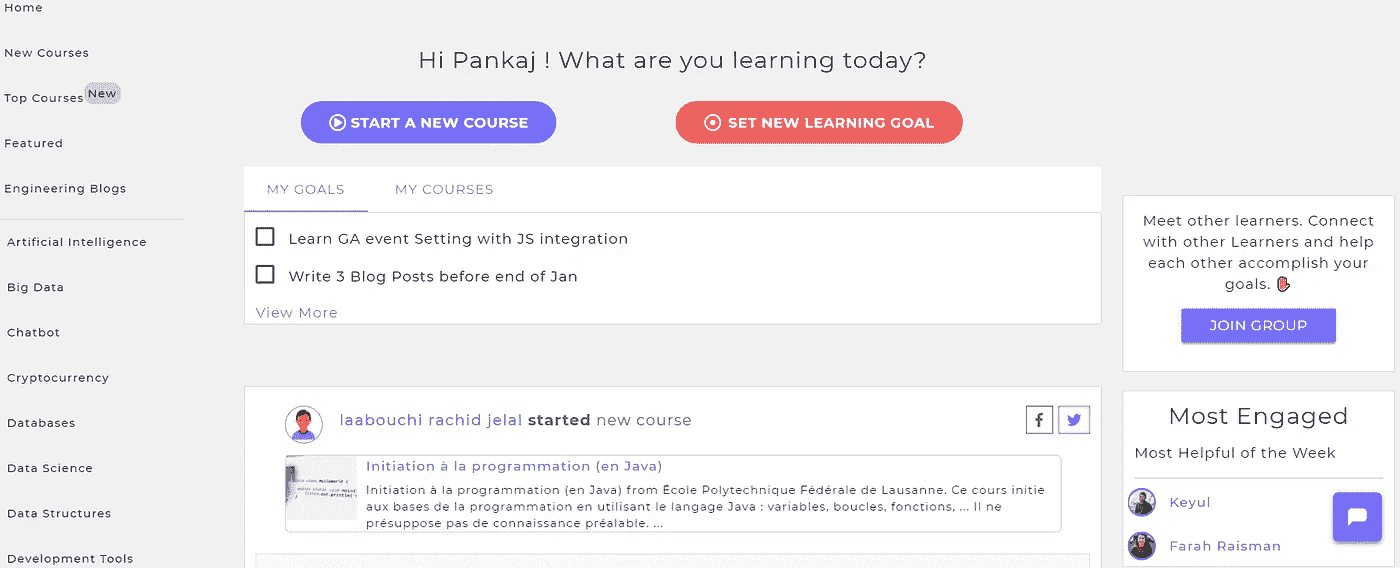 Home
New Courses
Top Courses New
Featured
Engineering Blogs
Artificial Intelligence
Big Data
Chatbot
Cryptocurrency
Databases
Data Science
Data Structures
Development Tools
Hi Pankaj ! What are you learning today?
START A NEW COURSE
SET NEW LEARNING GOAL
MY GOALS
MY COURSES
Learn GA event Setting with JS integration
Write 3 Blog Posts before end of Jan
View More
laabouchi rachid jelal started new course
Initiation à la programmation (en Java)
Initiation à la programmation (en Java) from École Polytechnique Fédérale de Lausanne. Ce cours initie
aux bases de la programmation en utilisant le langage Java : variables, boucles, fonctions, ... Il ne
présuppose pas de connaissance préalable. ...
Meet other learners. Connect
with other Learners and help
each other accomplish your
goals.
JOIN GROUP
Most Engaged
Most Helpful of the Week
Keyul
Farah Raisman